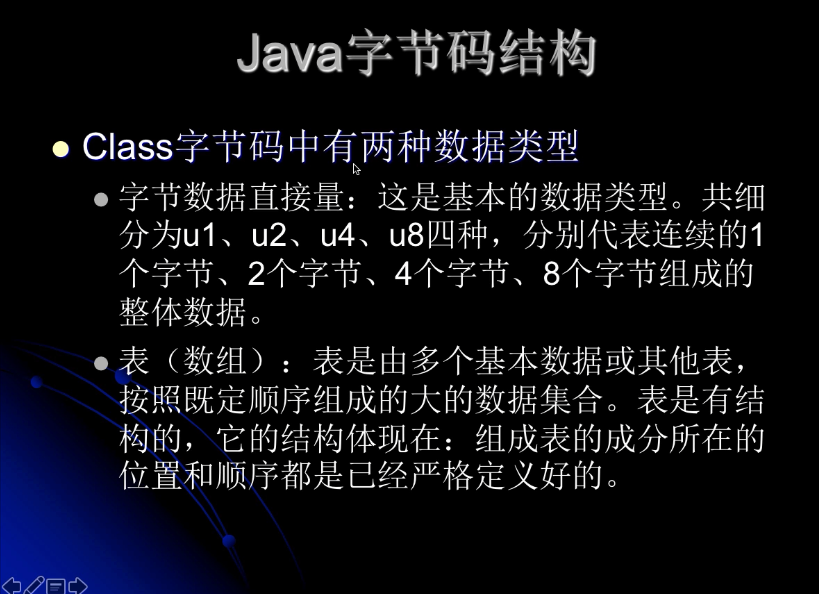 Java字节码结构
Class字节码中有两种数据类型
字节数据直接量：这是基本的数据类型。共细
分为u1、u2、u4、u8四种，分别代表连续的1
个字节、2个字节、4个字节、8个字节组成的
整体数据。
表（数组）：表是由多个基本数据或其他表，
按照既定顺序组成的大的数据集合。表是有结
构的，它的结构体现在：组成表的成分所在的
位置和顺序都是已经严格定义好的。